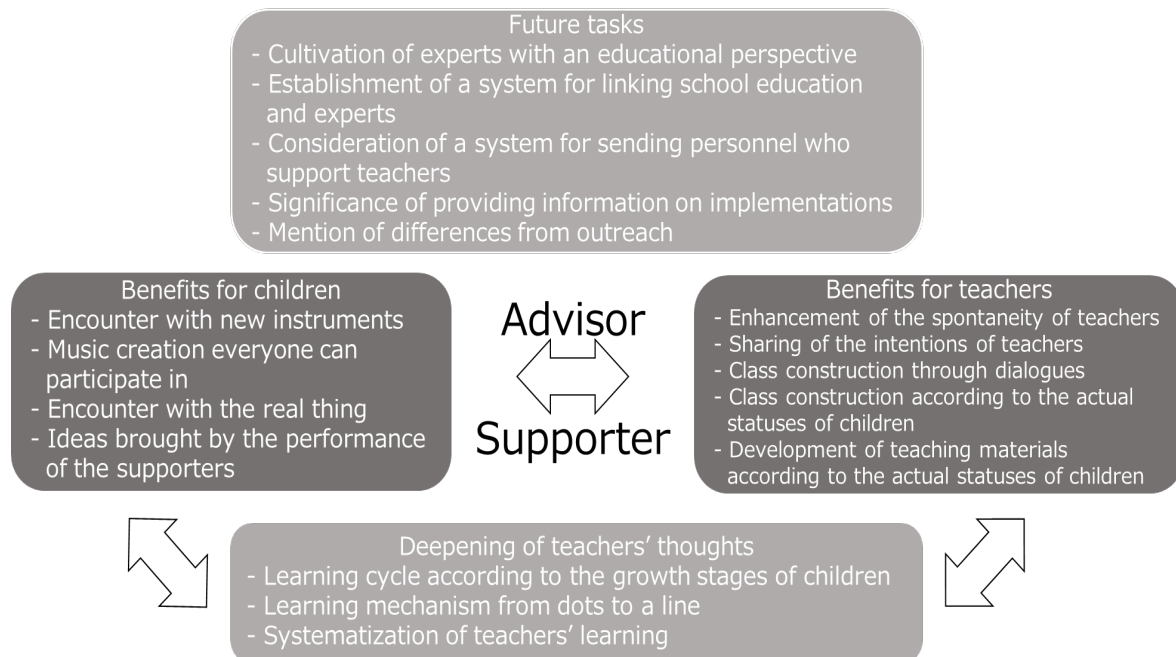 Future tasks
- Cultivation of experts with an educational perspective
- Establishment of a system for linking school education
and experts
- Consideration of a system for sending personnel who
support teachers
- Significance of providing information on implementations
- Mention of differences from outreach
Benefits for children
- Encounter with new instruments
- Music creation everyone can
participate in
- Encounter with the real thing
- Ideas brought by the performance
of the supporters
Advisor
Supporter
Benefits for teachers
- Enhancement of the spontaneity of teachers
- Sharing of the intentions of teachers
- Class construction through dialogues
- Class construction according to the actual
statuses of children
- Development of teaching materials
according to the actual statuses of children
Deepening of teachers’ thoughts
- Learning cycle according to the growth stages of children
- Learning mechanism from dots to a line
- Systematization of teachers’ learning